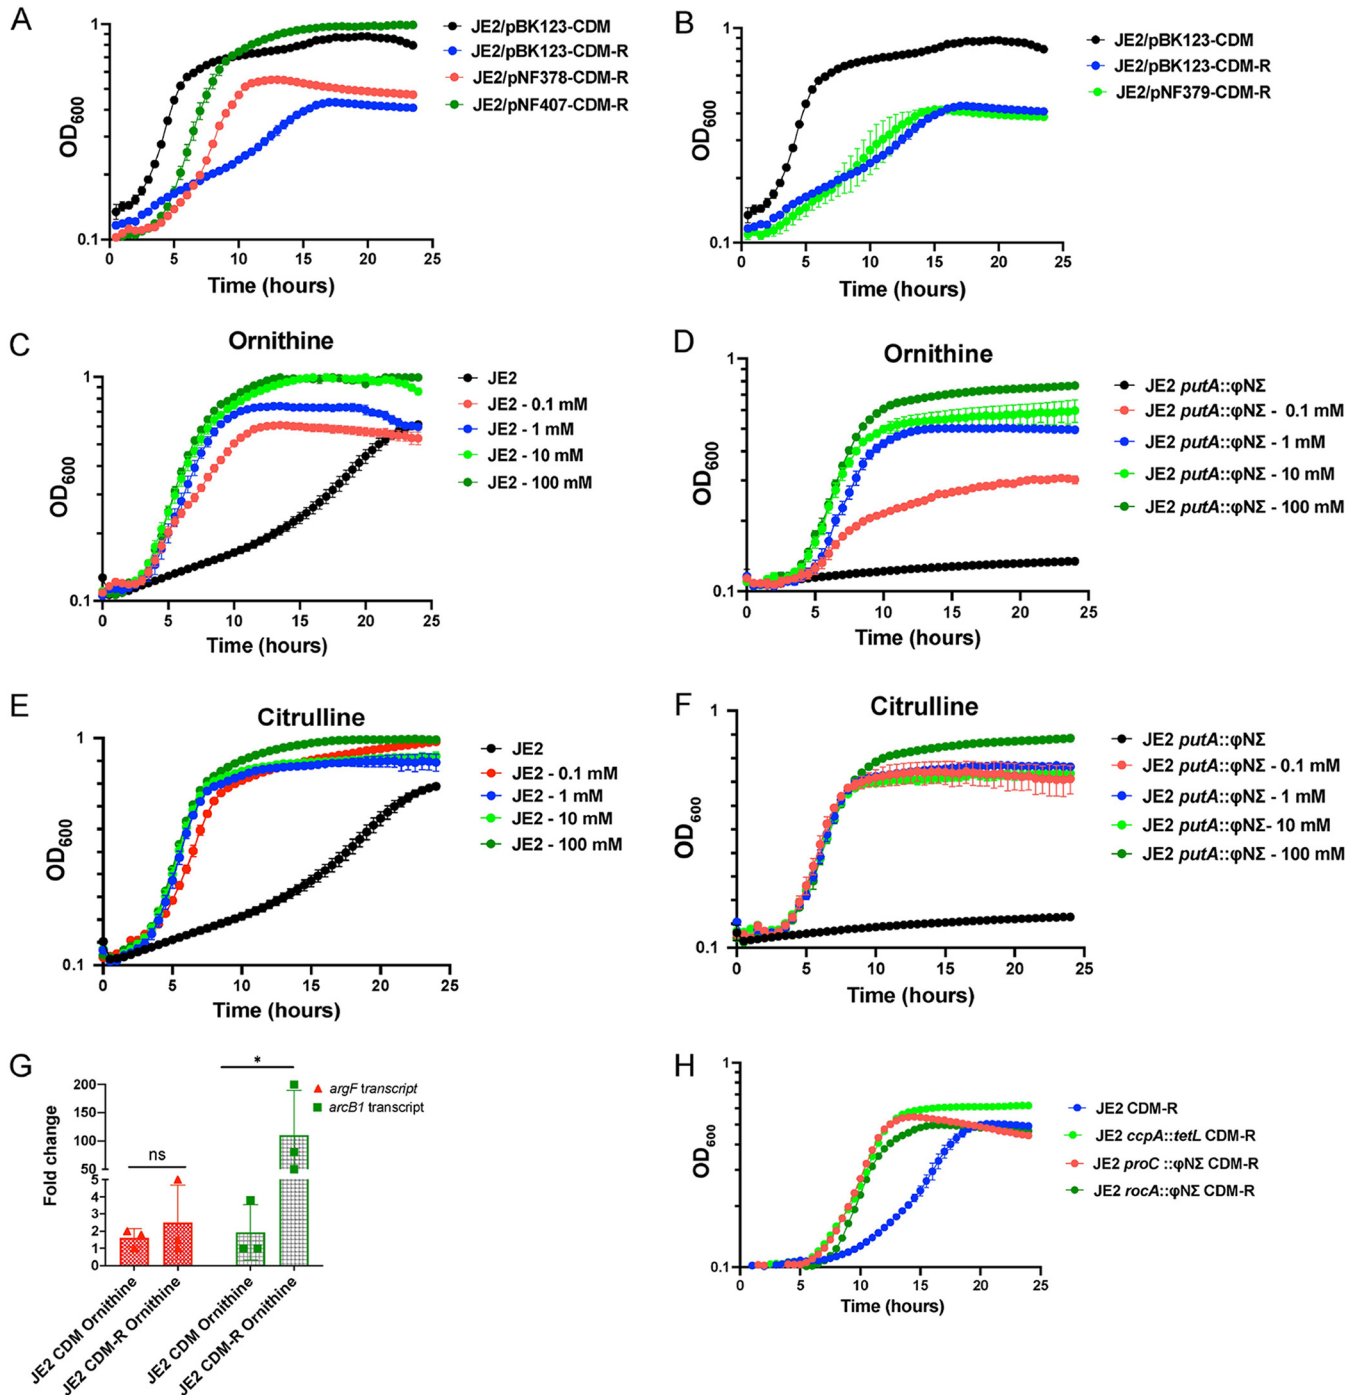 A
OD600
1
0.1
0 5 10 15 20 25
Time (hours)
JE2/pBK123-CDM
JE2/pBK123-CDM-R
JE2/pNF378-CDM-R
JE2/pNF407-CDM-R
B
OD600
1
0.1
0 5 10 15 20 25
Time (hours)
JE2/pBK123-CDM
JE2/pBK123-CDM-R
JE2/pNF379-CDM-R
C
Ornithine
OD600
1
0.1
0 5 10 15 20 25
Time (hours)
JE2
JE2 - 0.1 mM
JE2 - 1 mM
JE2 - 10 mM
JE2 - 100 mM
D
Ornithine
OD600
1
0.1
0 5 10 15 20 25
Time (hours)
JE2 putA::φNΣ
JE2 putA::φNΣ - 0.1 mM
JE2 putA::φNΣ - 1 mM
JE2 putA::φNΣ - 10 mM
JE2 putA::φNΣ - 100 mM
E
Citrulline
OD600
1
0.1
0 5 10 15 20 25
Time (hours)
JE2
JE2 - 0.1 mM
JE2 - 1 mM
JE2 - 10 mM
JE2 - 100 mM
F
Citrulline
OD600
1
0.1
0 5 10 15 20 25
Time (hours)
JE2 putA::φNΣ
JE2 putA::φNΣ - 0.1 mM
JE2 putA::φNΣ - 1 mM
JE2 putA::φNΣ- 10 mM
JE2 putA::φNΣ - 100 mM
G
Fold change
200
150
100
50
5
4
3
2
1
0
ns
*
argF transcript
arcB1 transcript
JE2 CDM Ornithine
JE2 CDM-R Ornithine
JE2 CDM Ornithine
JE2 CDM-R Ornithine
H
OD600
1
0.1
0 5 10 15 20 25
Time (hours)
JE2 CDM-R
JE2 ccpA::tetL CDM-R
JE2 proC ::φNΣ CDM-R
JE2 rocA::φNΣ CDM-R